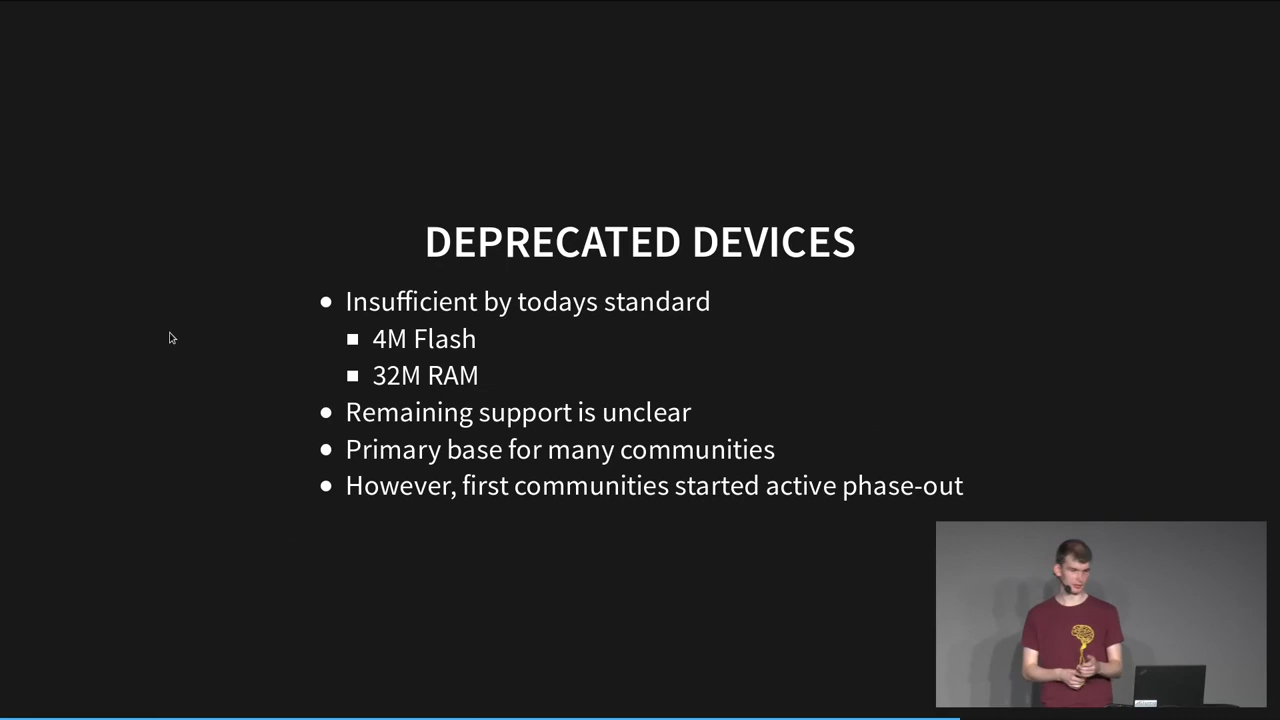 DEPRECATED DEVICES
Insufficient by todays standard
4M Flash
32M RAM
Remaining support is unclear
Primary base for many communities
However, first communities started active phase-out